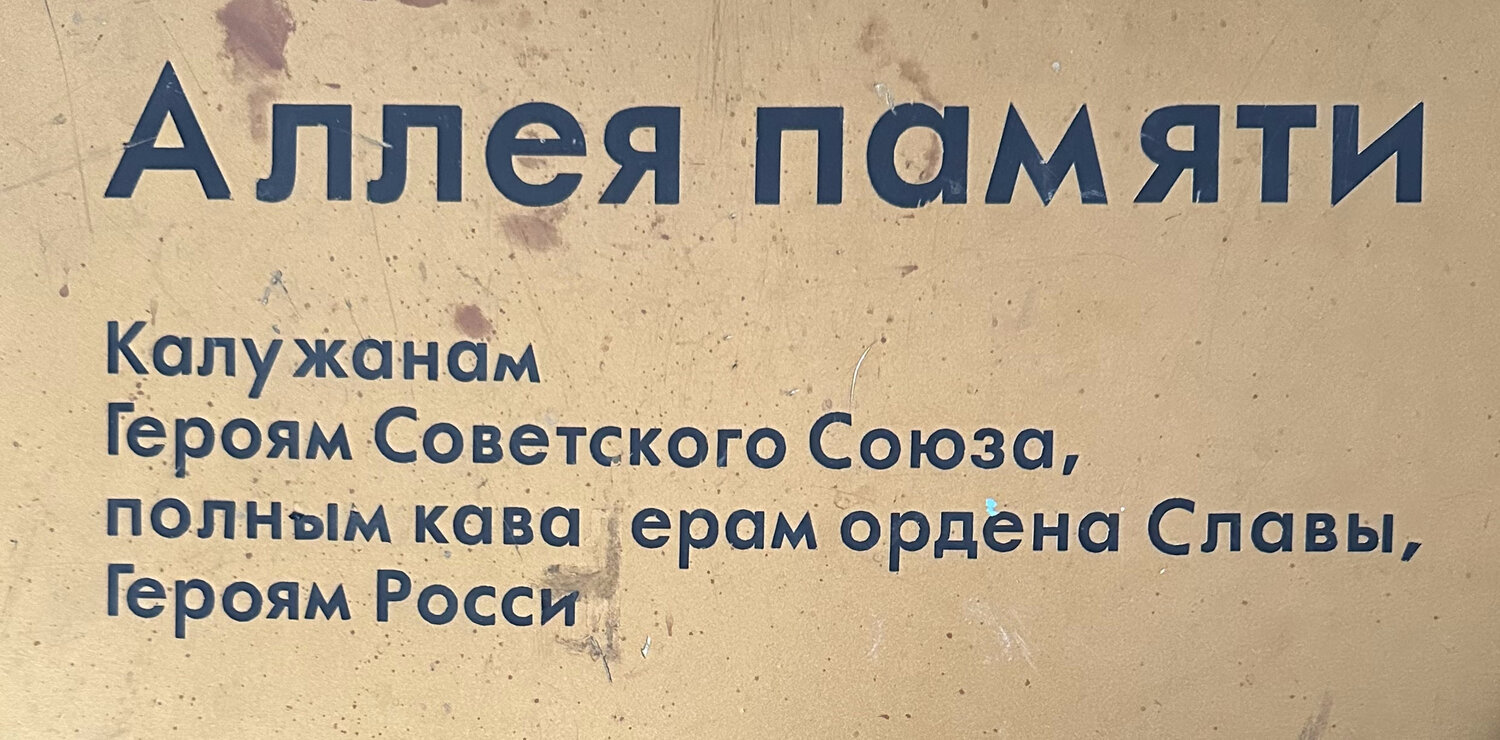 Аллея памяти
Калужанам
Героям Советского Союза,
полным кава ерам ордена Славы,
Героям Росси